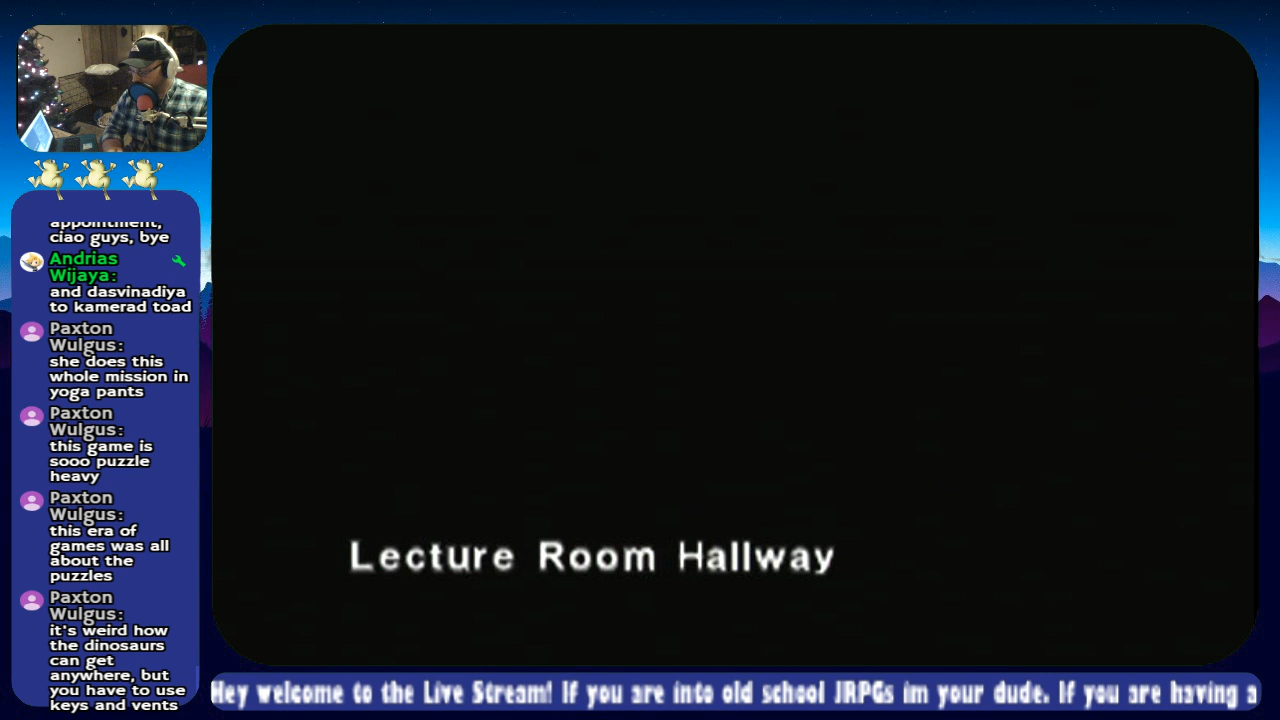 appointment,
ciao guys, bye
Andrias
Wijaya:
and dasvinadiya
to kamerad toad
Paxton
Wulgus:
she does this
whole mission in
yoga pants
Paxton
Wulgus:
this game is
sooo puzzle
heavy
Paxton
Wulgus:
this era of
games was all
about the
puzzles
Paxton
Wulgus:
it's weird how
the dinosaurs
can get
anywhere, but
you have to use
keys and vents
Lecture Room Hallway
Hey welcome to the Live Stream! If you are into old school JRPGs im your dude. If you are having a